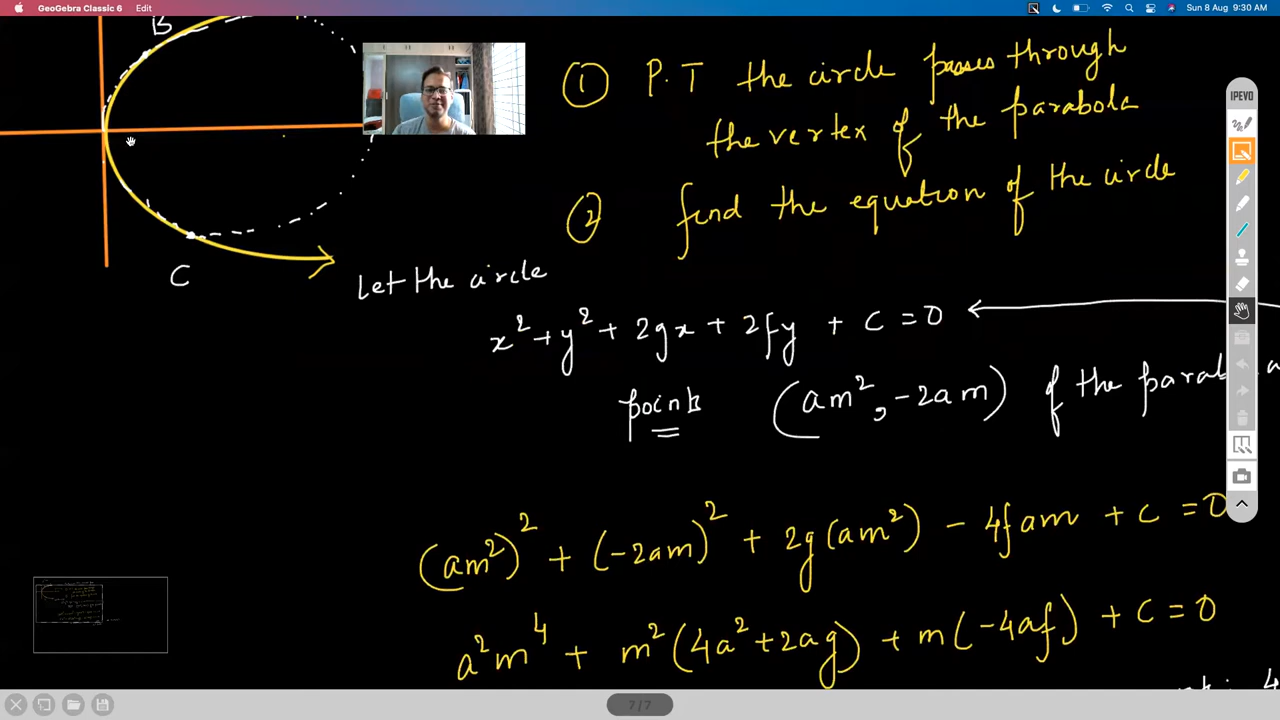 GeoGebra Classic 6 Edit Sun 8 Aug 9:30 AM
B
① P.T the circle passes through
the vertex of the parabola
② find the equation of the circle
C
Let the circle
x² + y² + 2gx + 2fy + c = 0
points (am², -2am) of the parab a
(am²)² + (-2am)² + 2g(am²) - 4fam + c = 0
a²m⁴ + m²(4a² + 2ag) + m(-4af) + c = 0
7/7
IPEVO